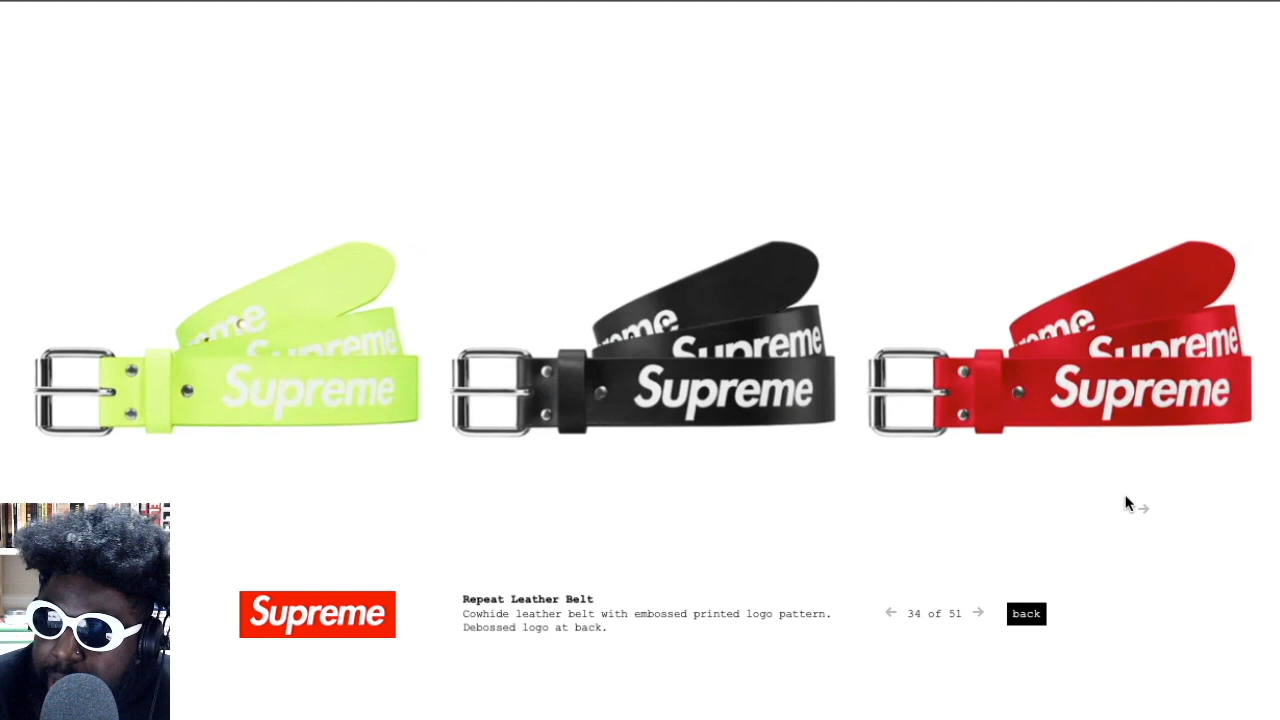 Supreme
Supreme
Supreme
Supreme
Supreme
Supreme
Supreme
Repeat Leather Belt
Cowhide leather belt with embossed printed logo pattern.
Debossed logo at back.
← 34 of 51 →
back